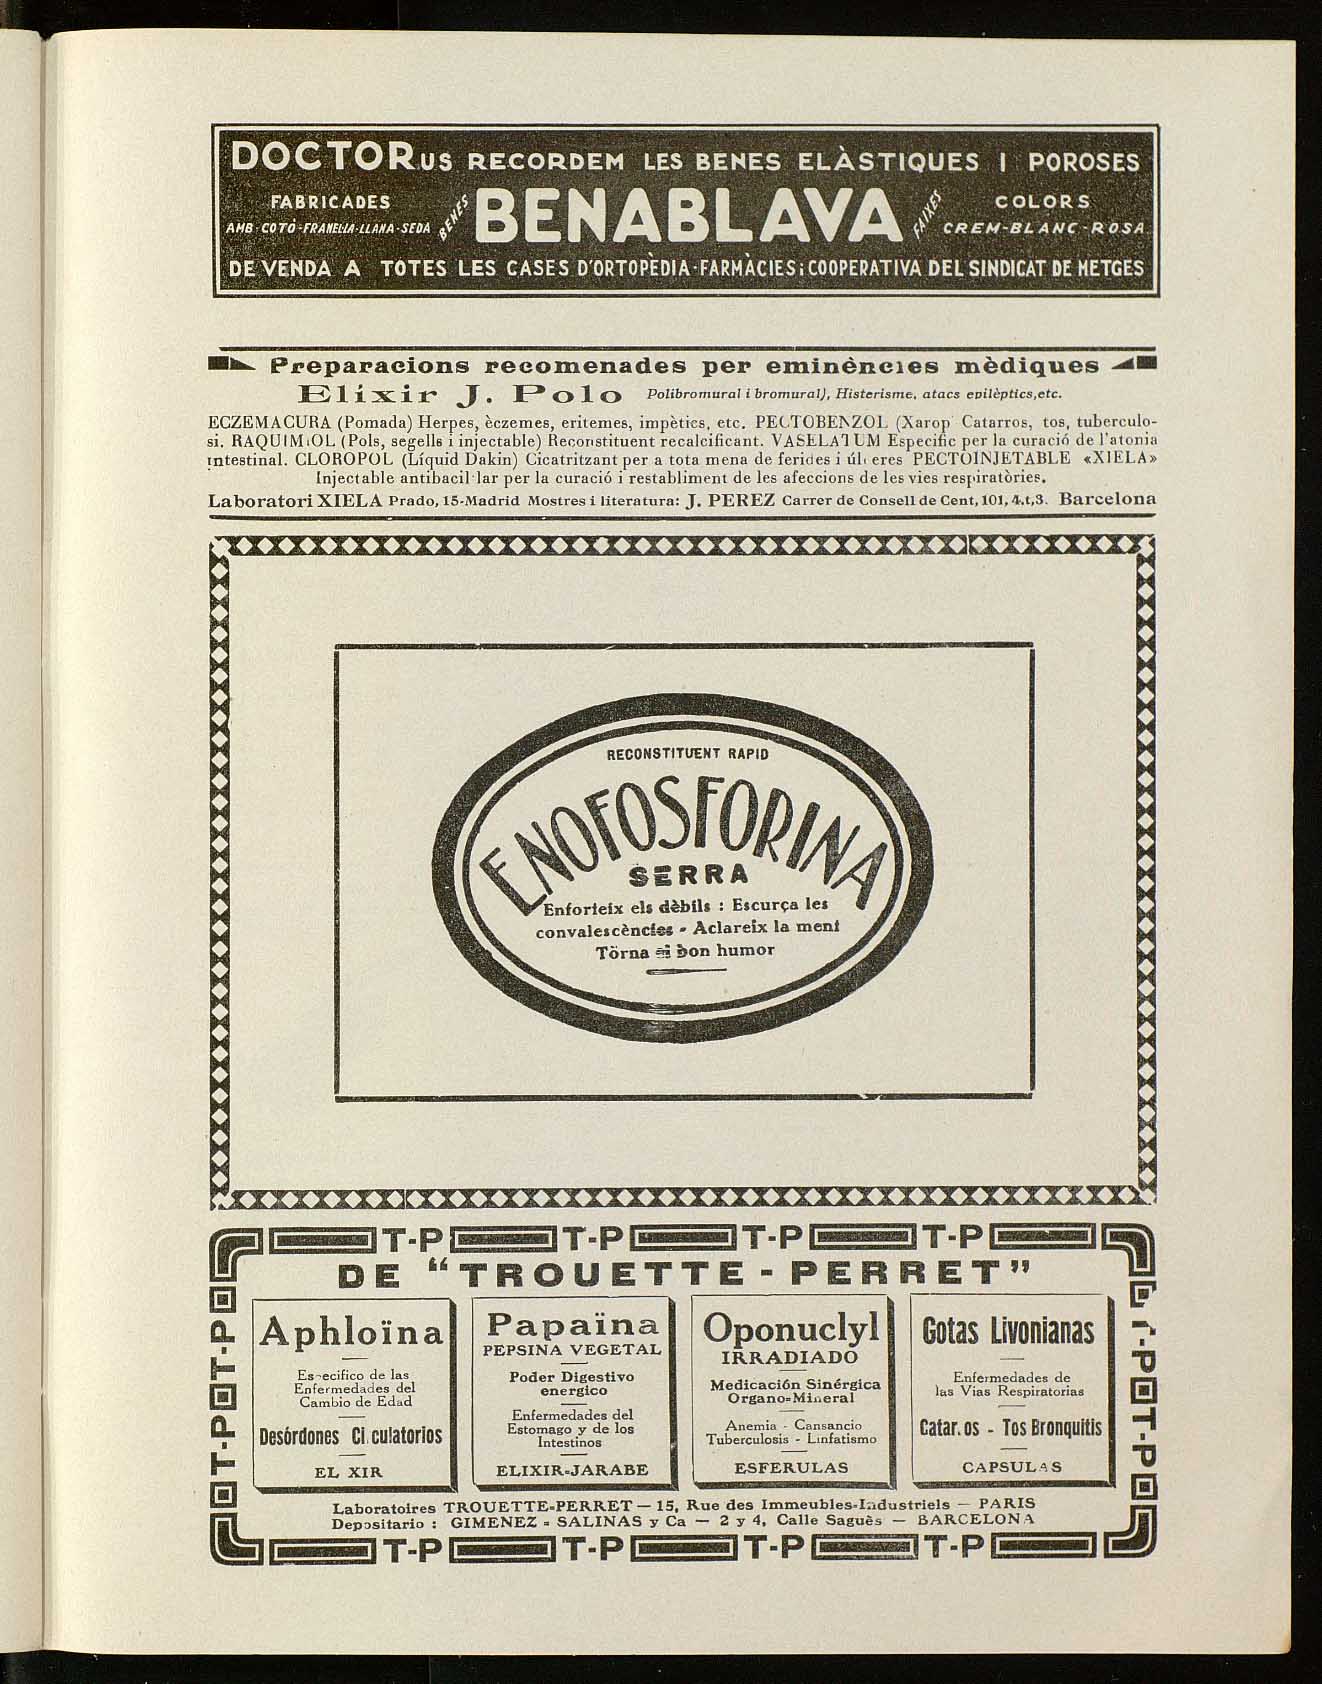 DOCTOR US RECORDEM LES BENES ELÀSTIQUES I POROSES
FABRICADES
AMB-COTÓ-FRANEL·LA-LLANA-SEDA
BENES
BENABLAVA
FAIXES
COLORS
CREM-BLANC-ROSA
DE VENDA A TOTES LES CASES D'ORTOPÈDIA-FARMÀCIES i COOPERATIVA DEL SINDICAT DE METGES
Preparacions recomenades per eminències mèdiques
Elíxir J. Polo Polibromural i bromural), Histerisme, atacs epilèptics, etc.
ECZEMACURA (Pomada) Herpes, èczemes, eritemes, impètics, etc. PECTOBENZOL (Xarop Catarros, tos, tuberculo-
si. RAQUIMIOL (Pols, segells i injectable) Reconstituent recalcificant. VASELATUM Especific per la curació de l'atonia
intestinal. CLOROPOL (Líquid Dakin) Cicatritzant per a tota mena de ferides i úlceres PECTOINJETABLE «XIELA»
Injectable antibacil·lar per la curació i restabliment de les afeccions de les vies respiratòries.
Laboratori XIELA Prado, 15-Madrid Mostres i literatura: J. PEREZ Carrer de Consell de Cent, 101, 4.t, 3. Barcelona
RECONSTITUENT RAPID
ENOFOSFORINA
SERRA
Enforteix els dèbils : Escurça les
convalescències - Aclareix la ment
Torna el bon humor
T-P T-P T-P T-P
DE "TROUETTE-PERRET"
Aphloïna
Especifico de las
Enfermedades del
Cambio de Edad
Desórdones Circulatorios
ELIXIR
Papaïna
PEPSINA VEGETAL
Poder Digestivo
energico
Enfermedades del
Estomago y de los
Intestinos
ELIXIR-JARABE
Oponuclyl
IRRADIADO
Medicación Sinérgica
Organo-Mineral
Anemia - Cansancio
Tuberculosis - Linfatismo
ESFERULAS
Gotas Livonianas
Enfermedades de
las Vias Respiratorias
Catarros - Tos Bronquitis
CAPSULAS
T-P T-P
T-P T-P
Laboratoires TROUETTE-PERRET — 15, Rue des Immeubles-Industriels — PARIS
Depositario : GIMENEZ - SALINAS y Ca — 2 y 4, Calle Saguès — BARCELONA
T-P T-P T-P T-P